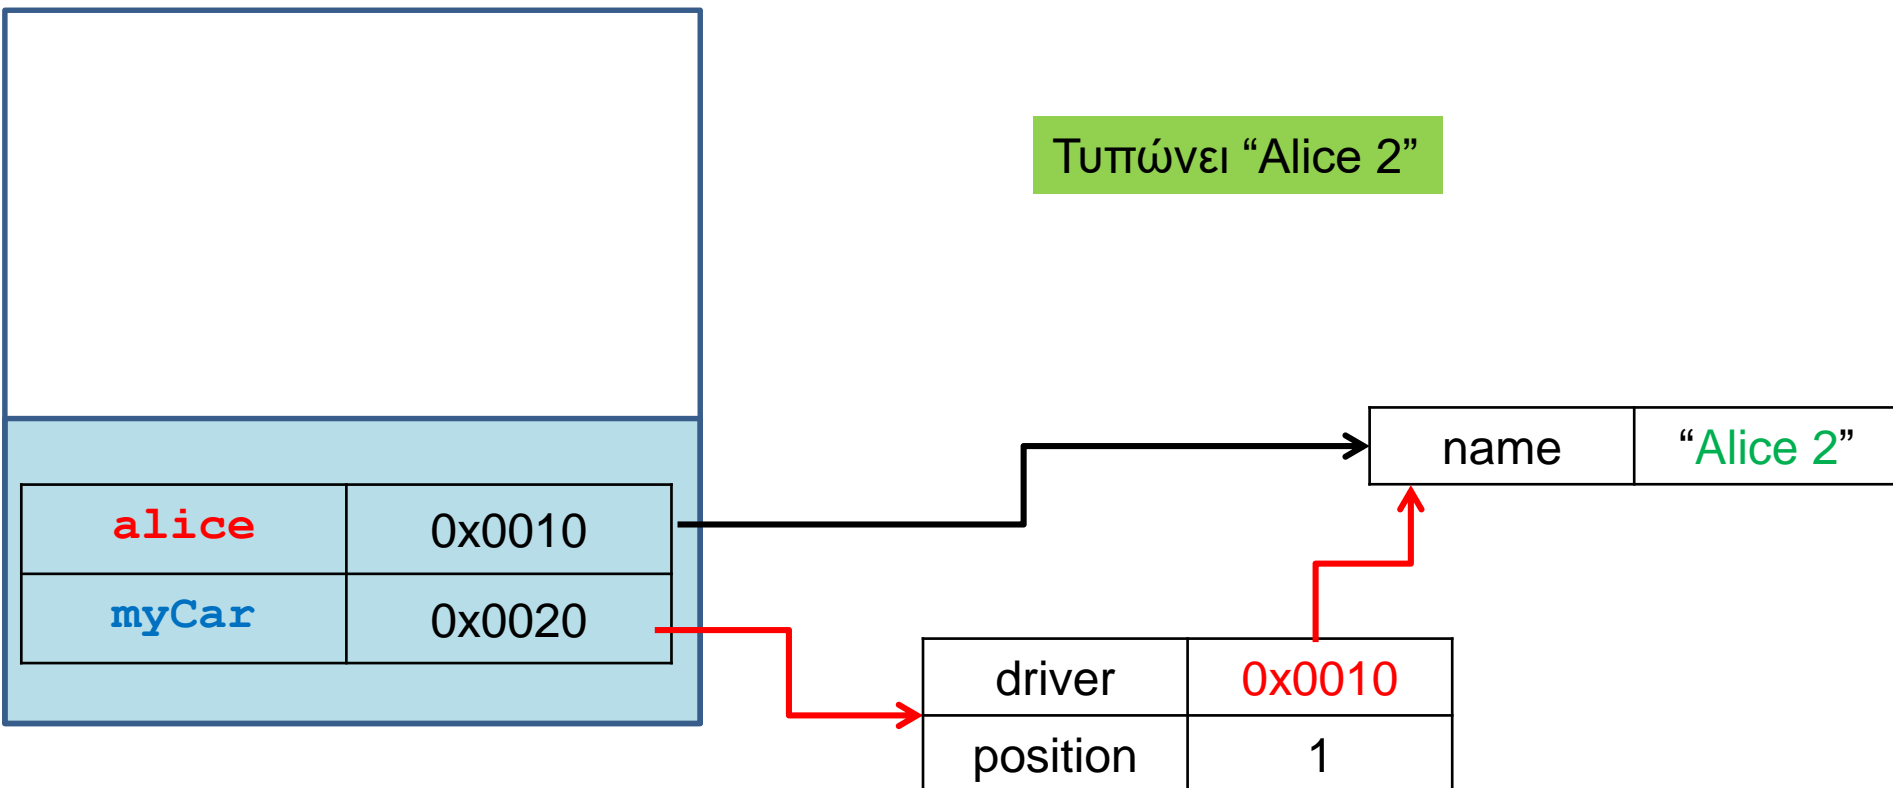 Τυπώνει “Alice 2”
name “Alice 2”
alice 0x0010
myCar 0x0020
driver 0x0010
position 1